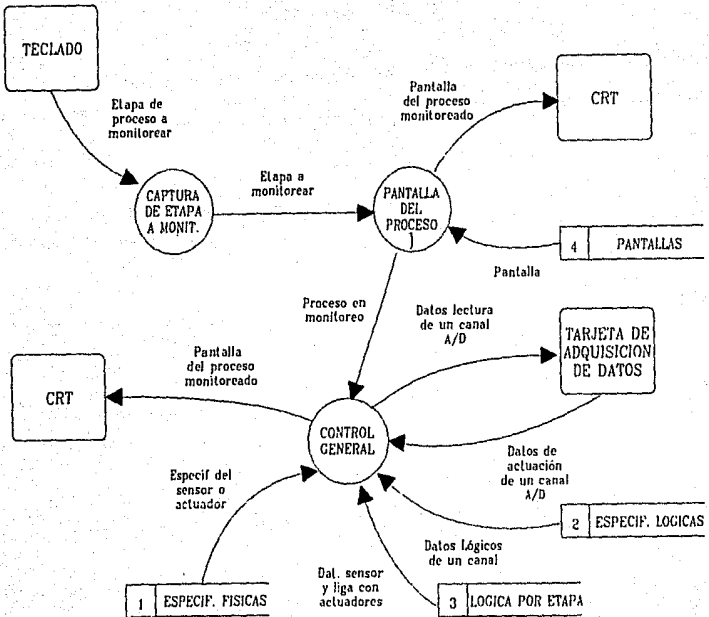 TECLADO
Etapa de
proceso a
monitorear
Pantalla
del proceso
monitoreado
CRT
CAPTURA
DE ETAPA
A MONIT.
Etapa a
monitorear
PANTALLA
DEL
PROCESO
)
4 PANTALLAS
Pantalla
Proceso en
monitoreo
Datos lectura
de un canal
A/D
TARJETA DE
ADQUISICION
DE DATOS
Pantalla
del proceso
monitoreado
CRT
CONTROL
GENERAL
Datos de
actuación
de un canal
A/D
Especif del
sensor o
actuador
2 ESPECIF. LOGICAS
Datos Lógicos
de un canal
Dat. sensor
y liga con
actuadores
1 ESPECIF. FISICAS
3 LOGICA POR ETAPA